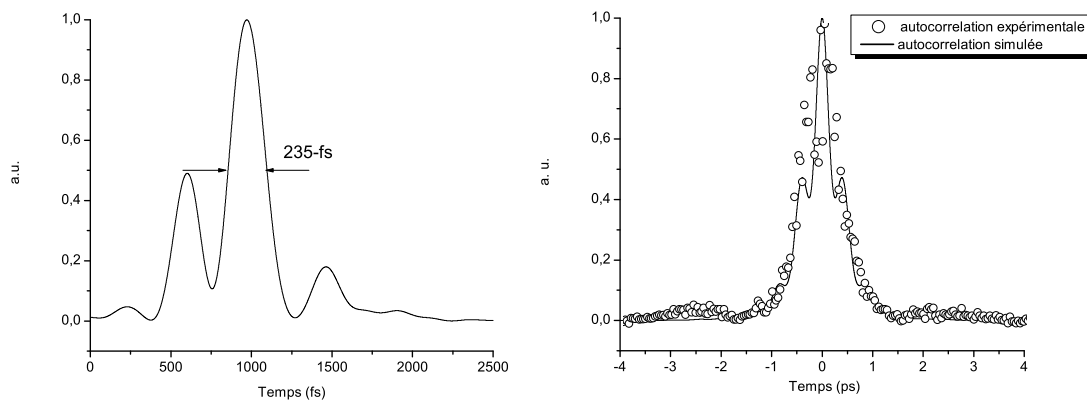 1,0
0,8
0,6
0,4
0,2
0,0
a.u.
235-fs
0 500 1000 1500 2000 2500
Temps (fs)
autocorrelation expérimentale
autocorrelation simulée
1,0
0,8
0,6
0,4
0,2
0,0
a. u.
-4 -3 -2 -1 0 1 2 3 4
Temps (ps)